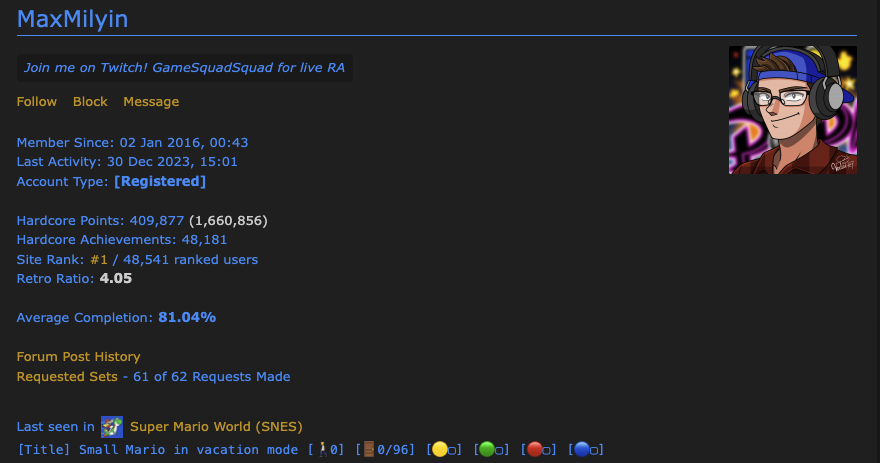 MaxMilyin
Join me on Twitch! GameSquadSquad for live RA
Follow Block Message
Member Since: 02 Jan 2016, 00:43
Last Activity: 30 Dec 2023, 15:01
Account Type: [Registered]
Hardcore Points: 409,877 (1,660,856)
Hardcore Achievements: 48,181
Site Rank: #1 / 48,541 ranked users
Retro Ratio: 4.05
Average Completion: 81.04%
Forum Post History
Requested Sets - 61 of 62 Requests Made
Last seen in Super Mario World (SNES)
[Title] Small Mario in vacation mode [🚶0] [🚪0/96] [🟡▢] [🟢▢] [🔴▢] [🔵▢]